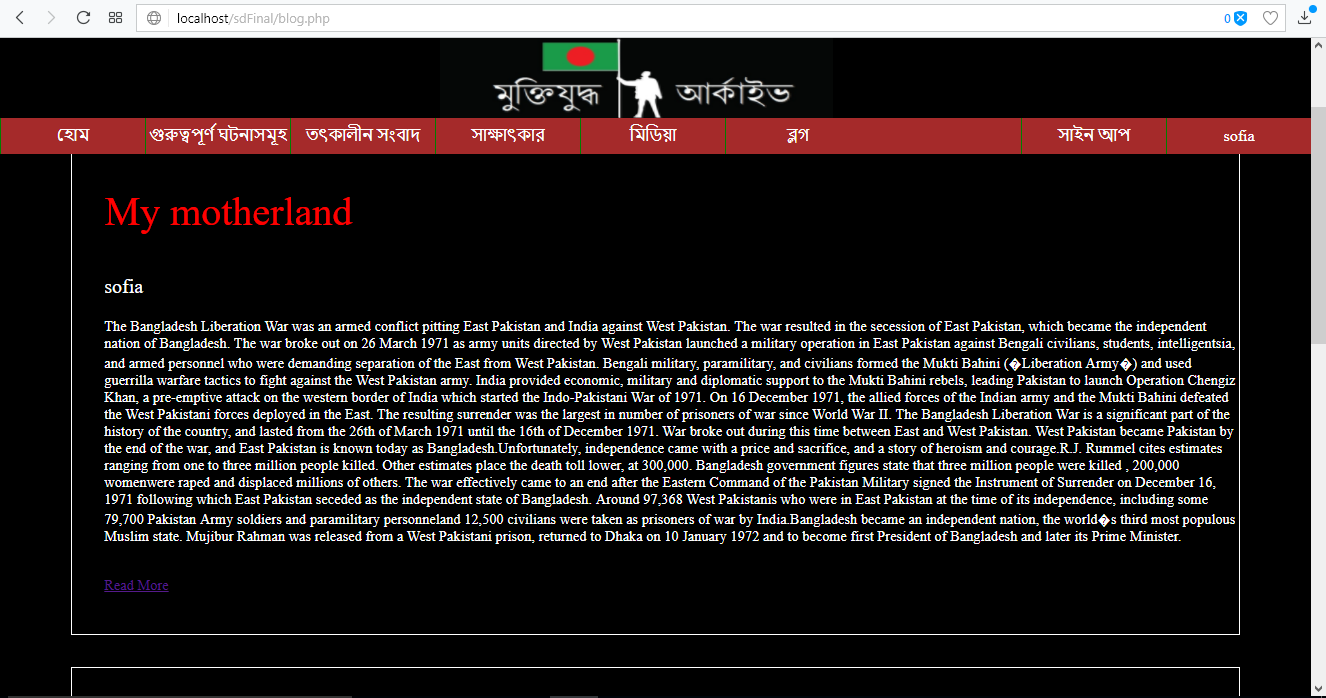 localhost/sdFinal/blog.php
0
মুক্তিযুদ্ধ আর্কাইভ
হোম গুরুত্বপূর্ণ ঘটনাসমূহ তৎকালীন সংবাদ সাক্ষাৎকার মিডিয়া ব্লগ সাইন আপ sofia
My motherland
sofia
The Bangladesh Liberation War was an armed conflict pitting East Pakistan and India against West Pakistan. The war resulted in the secession of East Pakistan, which became the independent
nation of Bangladesh. The war broke out on 26 March 1971 as army units directed by West Pakistan launched a military operation in East Pakistan against Bengali civilians, students, intelligentsia,
and armed personnel who were demanding separation of the East from West Pakistan. Bengali military, paramilitary, and civilians formed the Mukti Bahini (�Liberation Army�) and used
guerrilla warfare tactics to fight against the West Pakistan army. India provided economic, military and diplomatic support to the Mukti Bahini rebels, leading Pakistan to launch Operation Chengiz
Khan, a pre-emptive attack on the western border of India which started the Indo-Pakistani War of 1971. On 16 December 1971, the allied forces of the Indian army and the Mukti Bahini defeated
the West Pakistani forces deployed in the East. The resulting surrender was the largest in number of prisoners of war since World War II. The Bangladesh Liberation War is a significant part of the
history of the country, and lasted from the 26th of March 1971 until the 16th of December 1971. War broke out during this time between East and West Pakistan. West Pakistan became Pakistan by
the end of the war, and East Pakistan is known today as Bangladesh.Unfortunately, independence came with a price and sacrifice, and a story of heroism and courage.R.J. Rummel cites estimates
ranging from one to three million people killed. Other estimates place the death toll lower, at 300,000. Bangladesh government figures state that three million people were killed , 200,000
womenwere raped and displaced millions of others. The war effectively came to an end after the Eastern Command of the Pakistan Military signed the Instrument of Surrender on December 16,
1971 following which East Pakistan seceded as the independent state of Bangladesh. Around 97,368 West Pakistanis who were in East Pakistan at the time of its independence, including some
79,700 Pakistan Army soldiers and paramilitary personneland 12,500 civilians were taken as prisoners of war by India.Bangladesh became an independent nation, the world�s third most populous
Muslim state. Mujibur Rahman was released from a West Pakistani prison, returned to Dhaka on 10 January 1972 and to become first President of Bangladesh and later its Prime Minister.
Read More